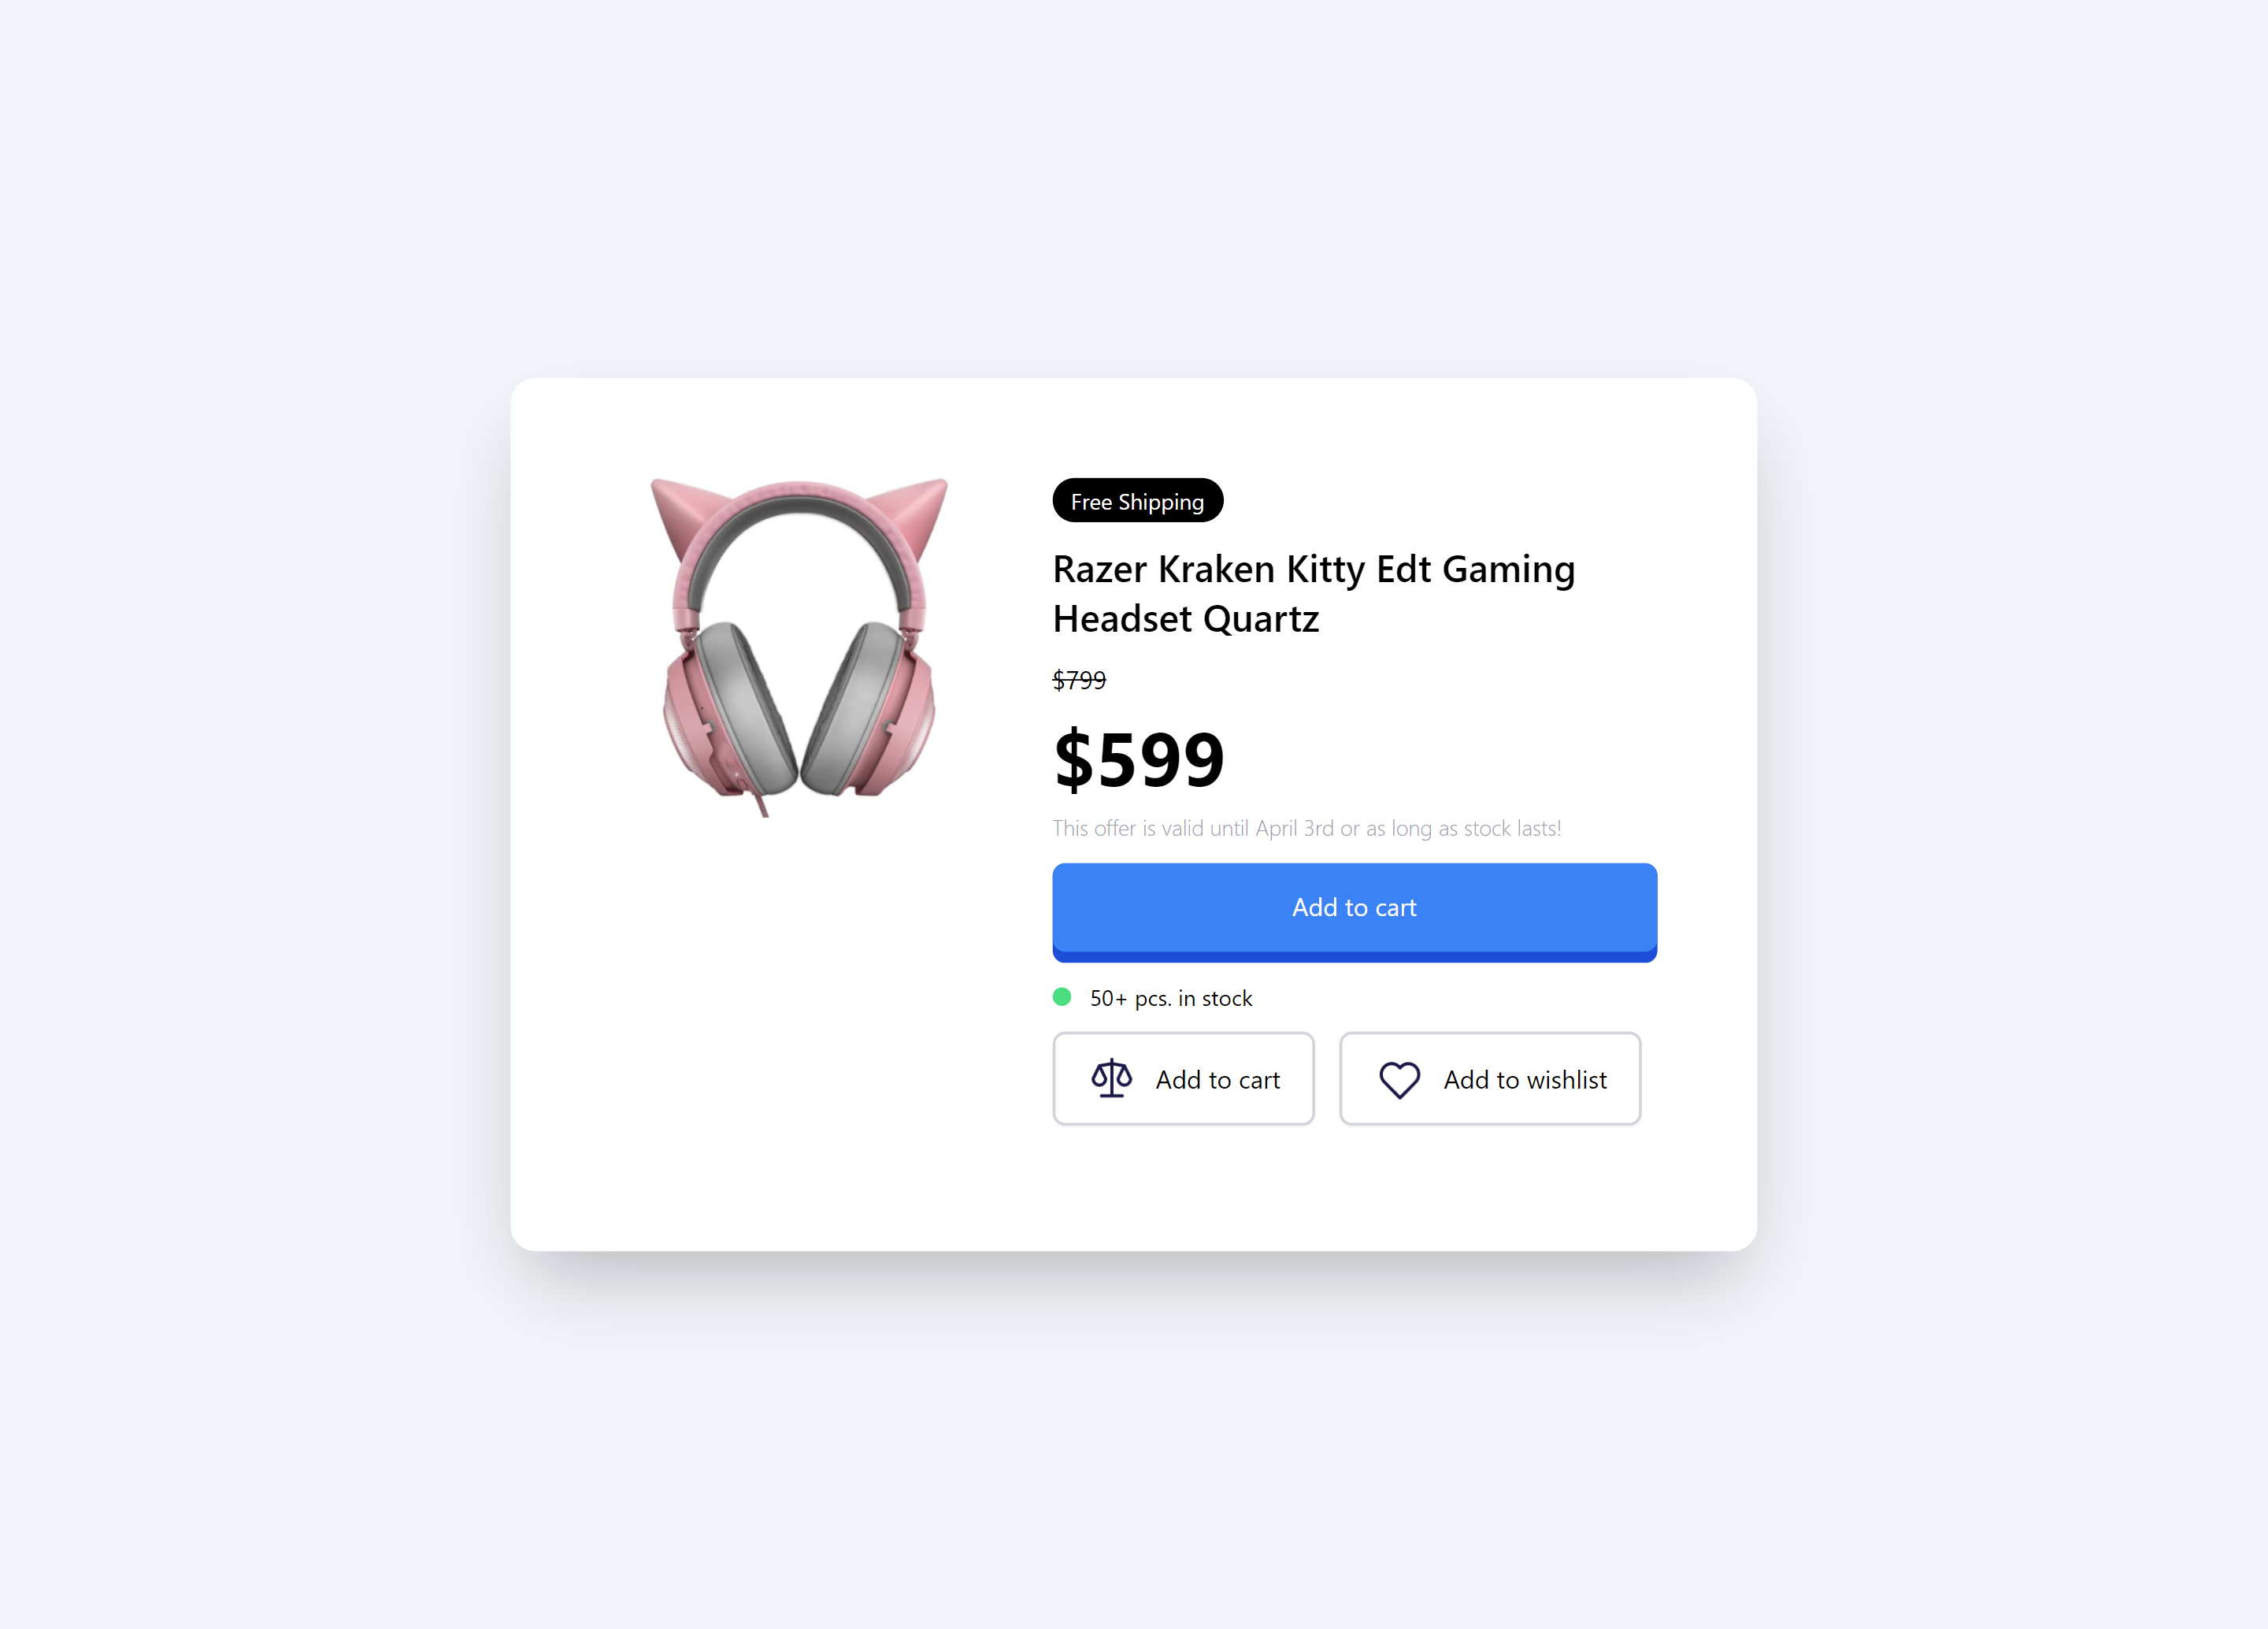 Free Shipping
Razer Kraken Kitty Edt Gaming
Headset Quartz
$799
$599
This offer is valid until April 3rd or as long as stock lasts!
Add to cart
50+ pcs. in stock
Add to cart
Add to wishlist